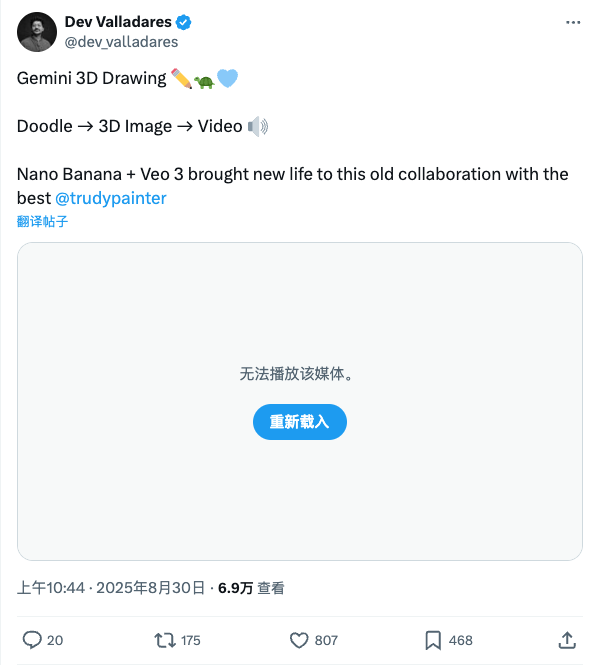 Dev Valladares
@dev_valladares
Gemini 3D Drawing ✏️🐢🩵
Doodle → 3D Image → Video 🔊
Nano Banana + Veo 3 brought new life to this old collaboration with the
best @trudypainter
翻译帖子
无法播放该媒体。
重新载入
上午10:44 · 2025年8月30日 · 6.9万 查看
20 175 807 468